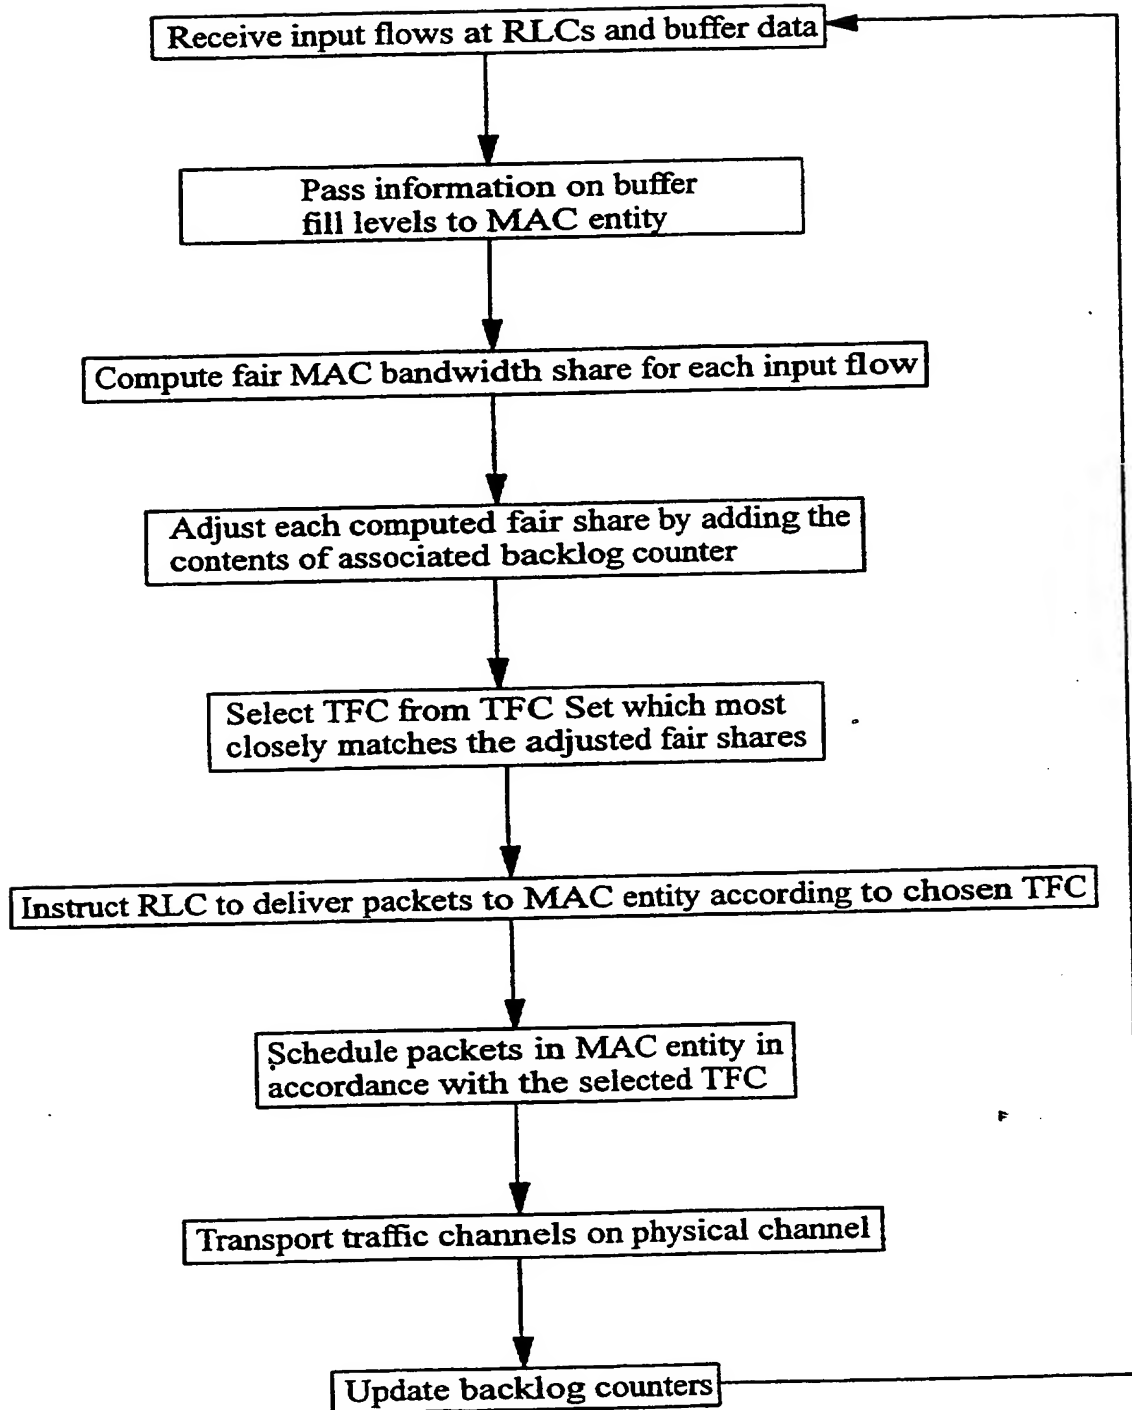 Receive input flows at RLCs and buffer data
Pass information on buffer
fill levels to MAC entity
Compute fair MAC bandwidth share for each input flow
Adjust each computed fair share by adding the
contents of associated backlog counter
Select TFC from TFC Set which most
closely matches the adjusted fair shares
Instruct RLC to deliver packets to MAC entity according to chosen TFC
Schedule packets in MAC entity in
accordance with the selected TFC
Transport traffic channels on physical channel
Update backlog counters